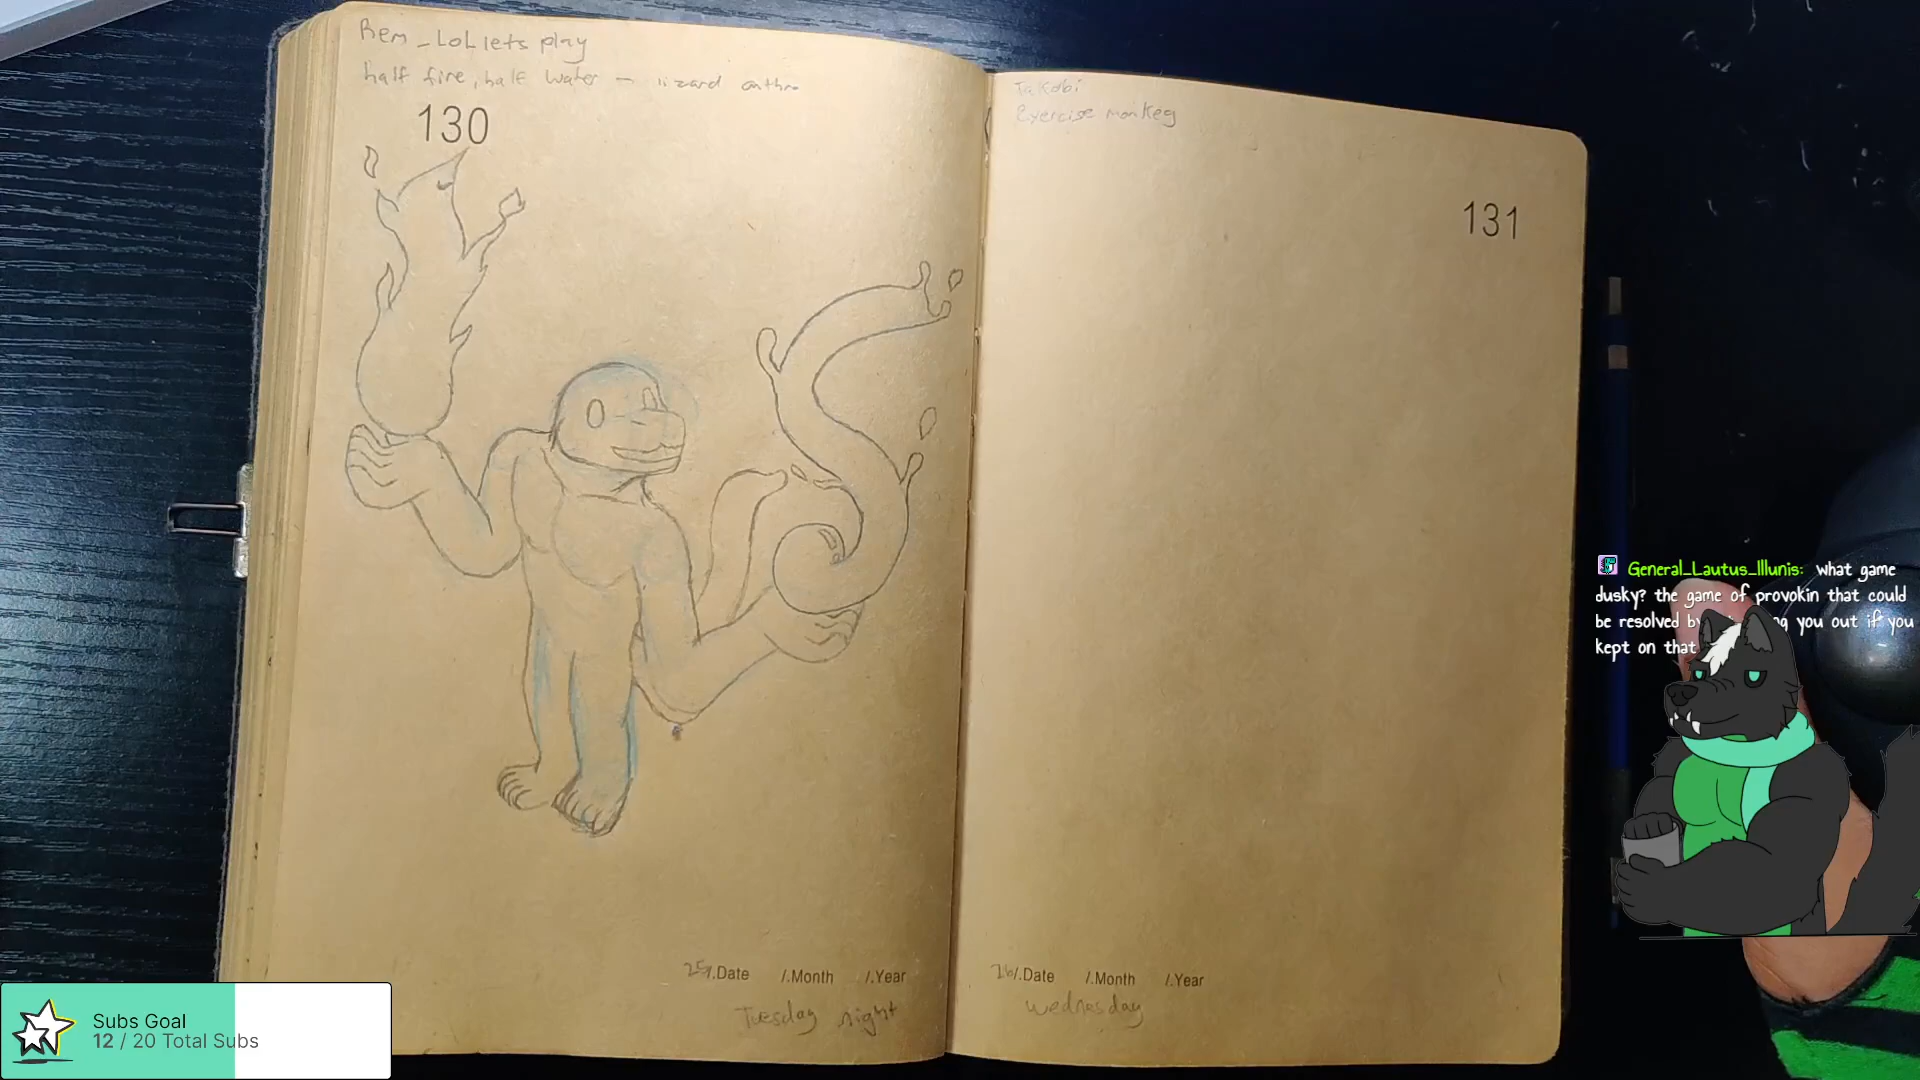 Rem_LoL lets play
half fire, half water – lizard anthro
130
25/.Date /.Month /.Year
Tuesday night
Takobi
Exercise monkey
131
26/.Date /.Month /.Year
Wednesday
General_Lautus_Illunis: what game
dusky? the game of provokin that could
be resolved by you out if you
kept on that
Subs Goal
12 / 20 Total Subs